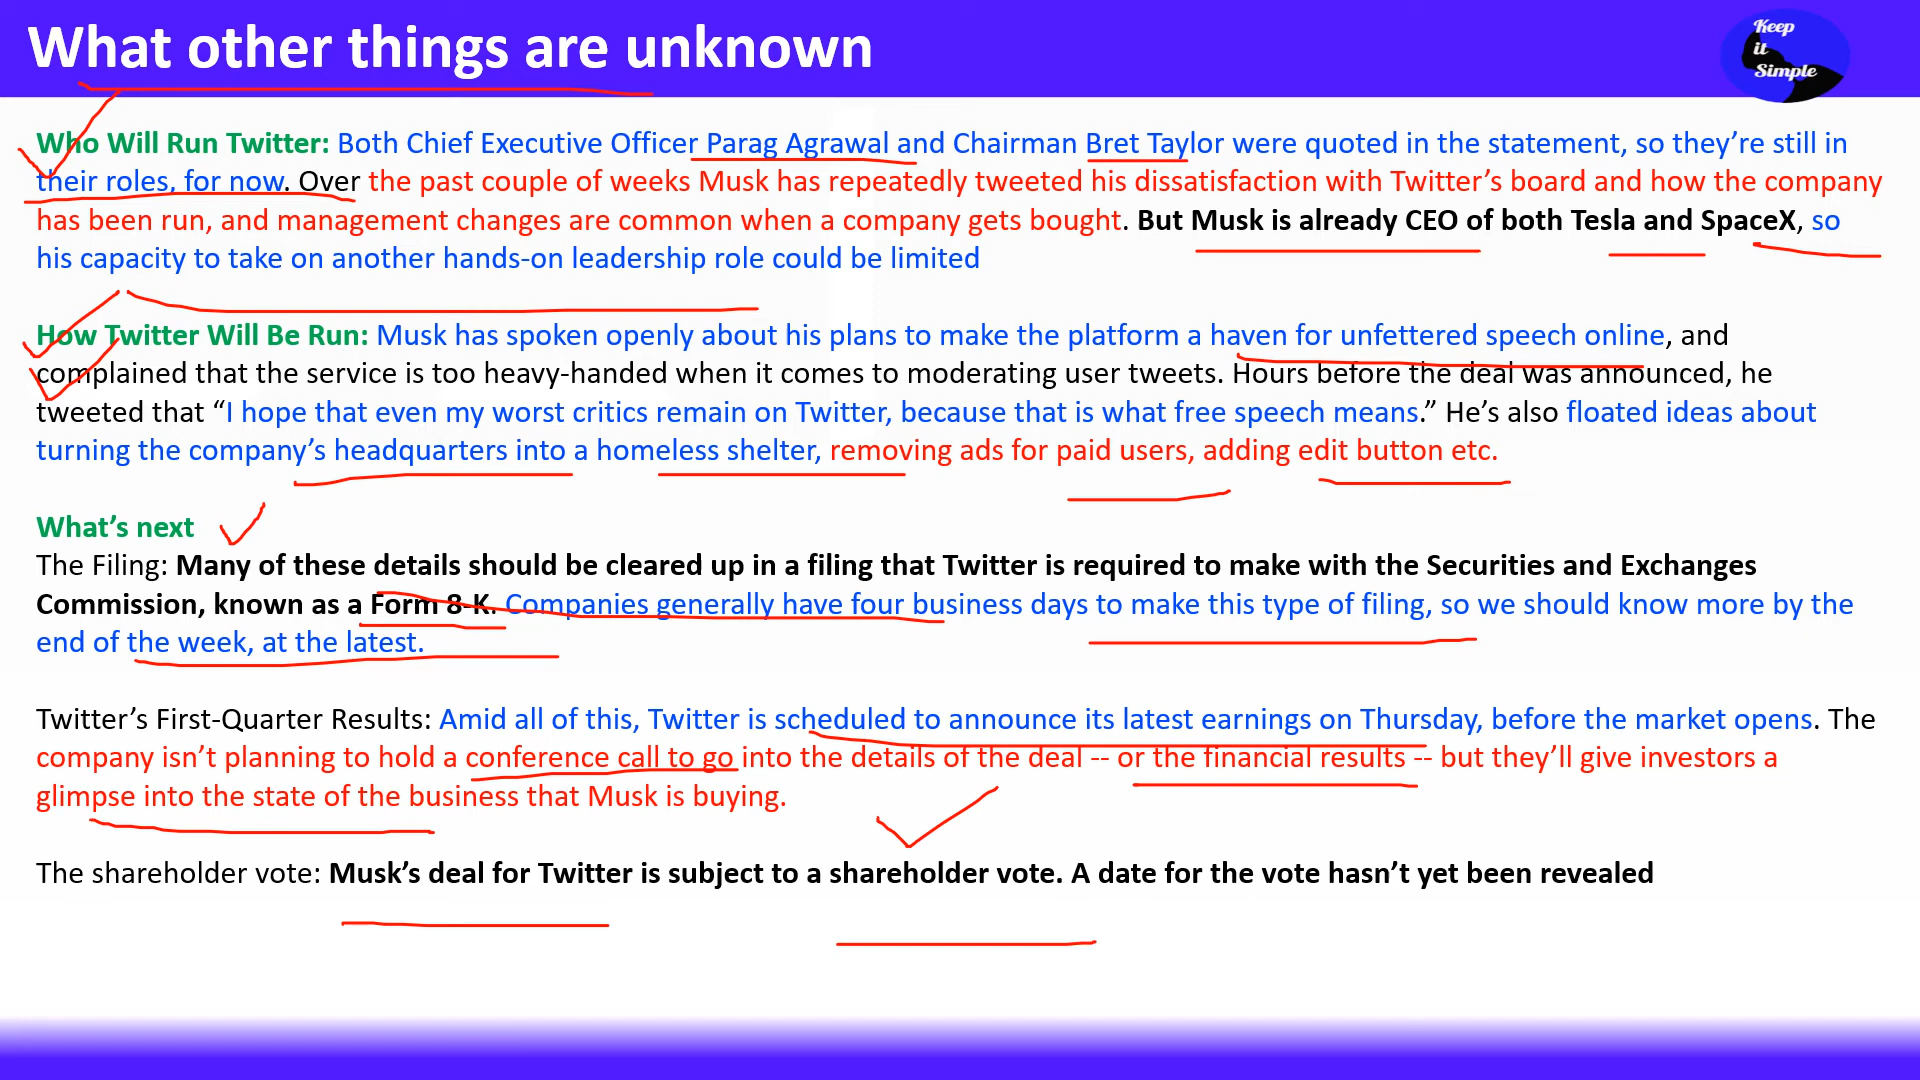 What other things are unknown
Keep
it
Simple
Who Will Run Twitter: Both Chief Executive Officer Parag Agrawal and Chairman Bret Taylor were quoted in the statement, so they’re still in
their roles, for now. Over the past couple of weeks Musk has repeatedly tweeted his dissatisfaction with Twitter’s board and how the company
has been run, and management changes are common when a company gets bought. But Musk is already CEO of both Tesla and SpaceX, so
his capacity to take on another hands-on leadership role could be limited
How Twitter Will Be Run: Musk has spoken openly about his plans to make the platform a haven for unfettered speech online, and
complained that the service is too heavy-handed when it comes to moderating user tweets. Hours before the deal was announced, he
tweeted that “I hope that even my worst critics remain on Twitter, because that is what free speech means.” He’s also floated ideas about
turning the company’s headquarters into a homeless shelter, removing ads for paid users, adding edit button etc.
What’s next
The Filing: Many of these details should be cleared up in a filing that Twitter is required to make with the Securities and Exchanges
Commission, known as a Form 8-K. Companies generally have four business days to make this type of filing, so we should know more by the
end of the week, at the latest.
Twitter’s First-Quarter Results: Amid all of this, Twitter is scheduled to announce its latest earnings on Thursday, before the market opens. The
company isn’t planning to hold a conference call to go into the details of the deal -- or the financial results -- but they’ll give investors a
glimpse into the state of the business that Musk is buying.
The shareholder vote: Musk’s deal for Twitter is subject to a shareholder vote. A date for the vote hasn’t yet been revealed